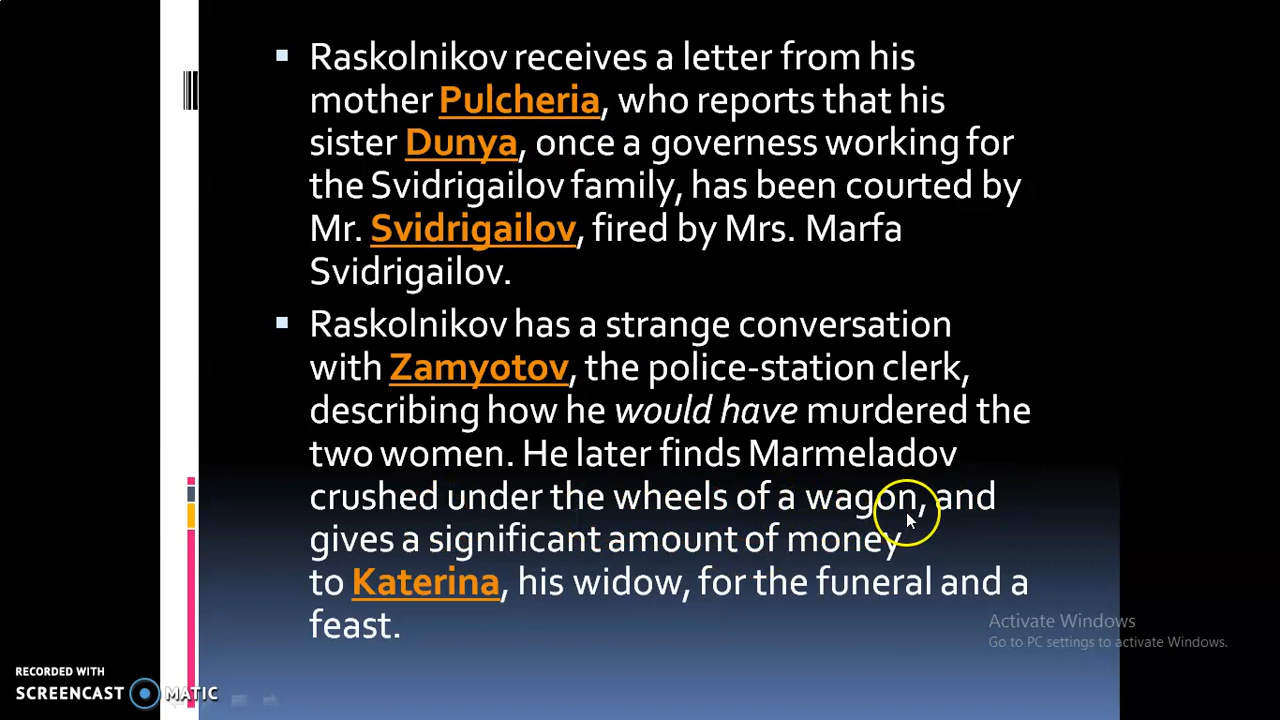 Raskolnikov receives a letter from his
mother Pulcheria, who reports that his
sister Dunya, once a governess working for
the Svidrigailov family, has been courted by
Mr. Svidrigailov, fired by Mrs. Marfa
Svidrigailov.
Raskolnikov has a strange conversation
with Zamyotov, the police-station clerk,
describing how he would have murdered the
two women. He later finds Marmeladov
crushed under the wheels of a wagon, and
gives a significant amount of money
to Katerina, his widow, for the funeral and a
feast.
Activate Windows
Go to PC settings to activate Windows.
RECORDED WITH
SCREENCAST MATIC